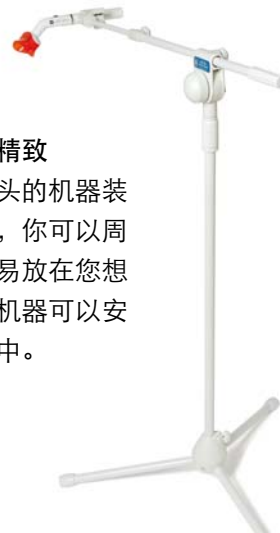 精致
头的机器装
，你可以周
易放在您想
机器可以安
中。